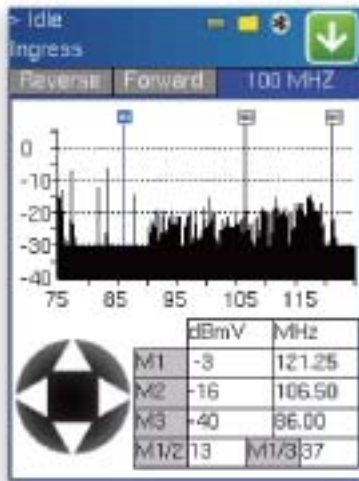 > Idle
Ingress
Reverse Forward 100 MHZ
0
-10
-20
-30
-40
75 85 95 105 115
dBmV MHz
M1 -3 121.25
M2 -16 106.50
M3 -40 86.00
M1/2 13 M1/3 37